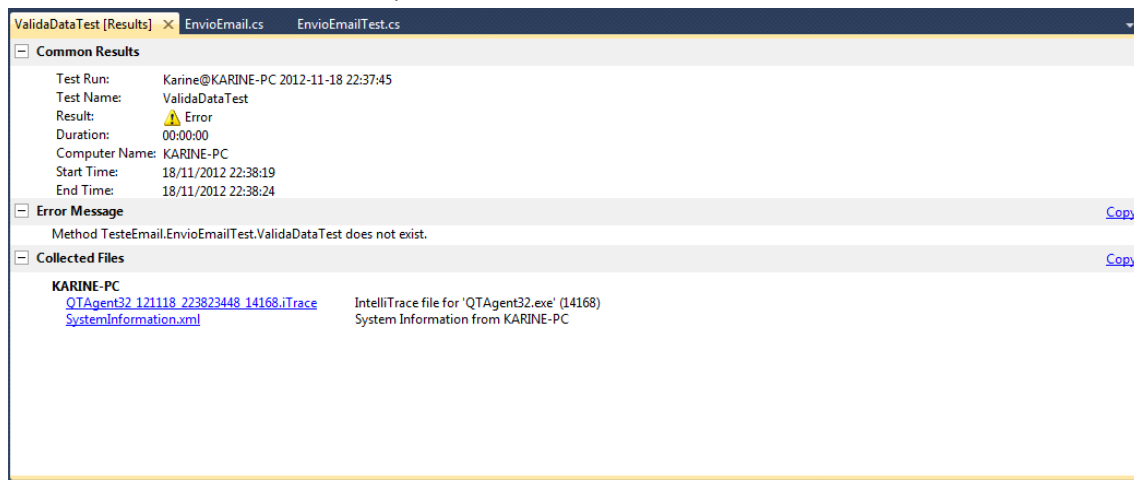 ValidaDataTest [Results] EnvioEmail.cs EnvioEmailTest.cs
Common Results
Test Run: Karine@KARINE-PC 2012-11-18 22:37:45
Test Name: ValidaDataTest
Result: Error
Duration: 00:00:00
Computer Name: KARINE-PC
Start Time: 18/11/2012 22:38:19
End Time: 18/11/2012 22:38:24
Error Message Copy
Method TesteEmail.EnvioEmailTest.ValidaDataTest does not exist.
Collected Files Copy
KARINE-PC
QTAgent32_121118_223823448_14168.iTrace IntelliTrace file for 'QTAgent32.exe' (14168)
SystemInformation.xml System Information from KARINE-PC